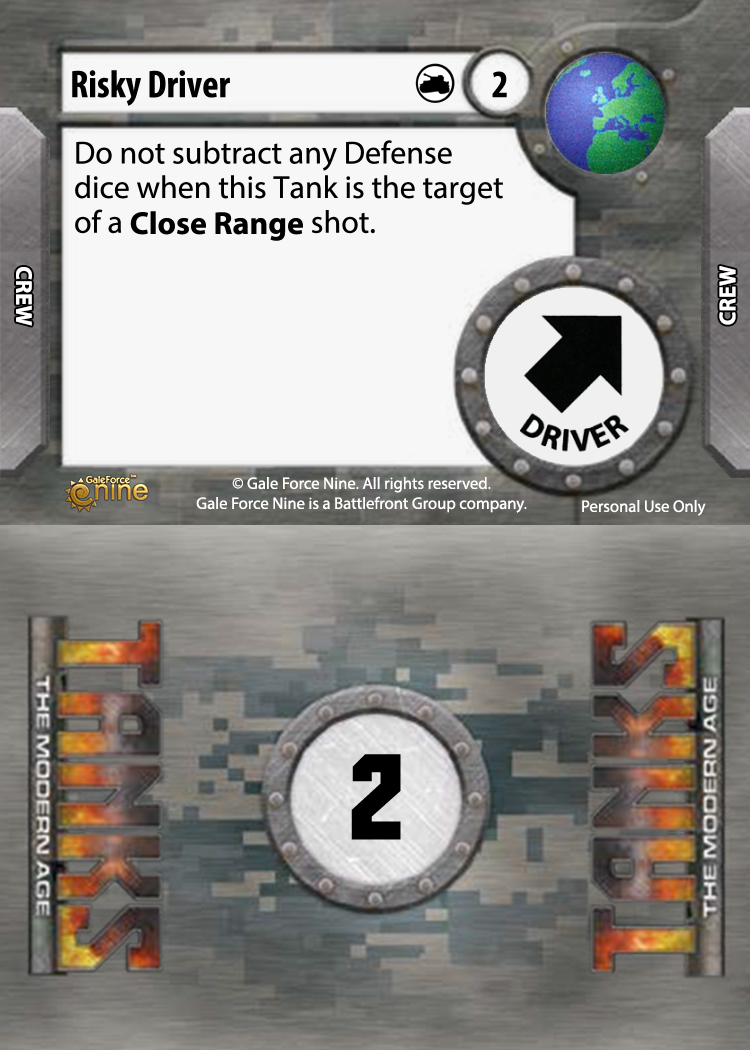 Risky Driver
2
Do not subtract any Defense
dice when this Tank is the target
of a Close Range shot.
CREW
CREW
DRIVER
GaleForce™
nine
© Gale Force Nine. All rights reserved.
Gale Force Nine is a Battlefront Group company.
Personal Use Only
TANKS
THE MODERN AGE
2
TANKS
THE MODERN AGE